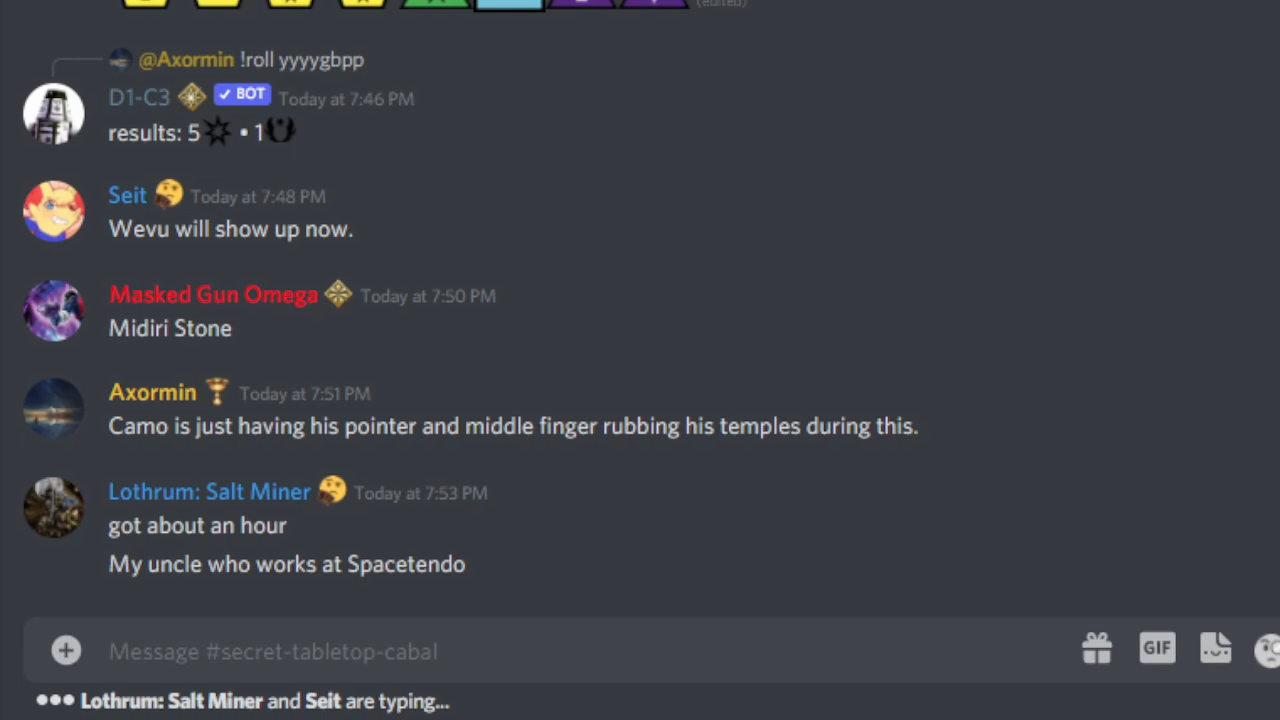 (edited)
@Axormin !roll yyyygbpp
D1-C3 BOT Today at 7:46 PM
results: 5 • 1
Seit Today at 7:48 PM
Wevu will show up now.
Masked Gun Omega Today at 7:50 PM
Midiri Stone
Axormin Today at 7:51 PM
Camo is just having his pointer and middle finger rubbing his temples during this.
Lothrum: Salt Miner Today at 7:53 PM
got about an hour
My uncle who works at Spacetendo
Message #secret-tabletop-cabal
GIF
Lothrum: Salt Miner and Seit are typing...